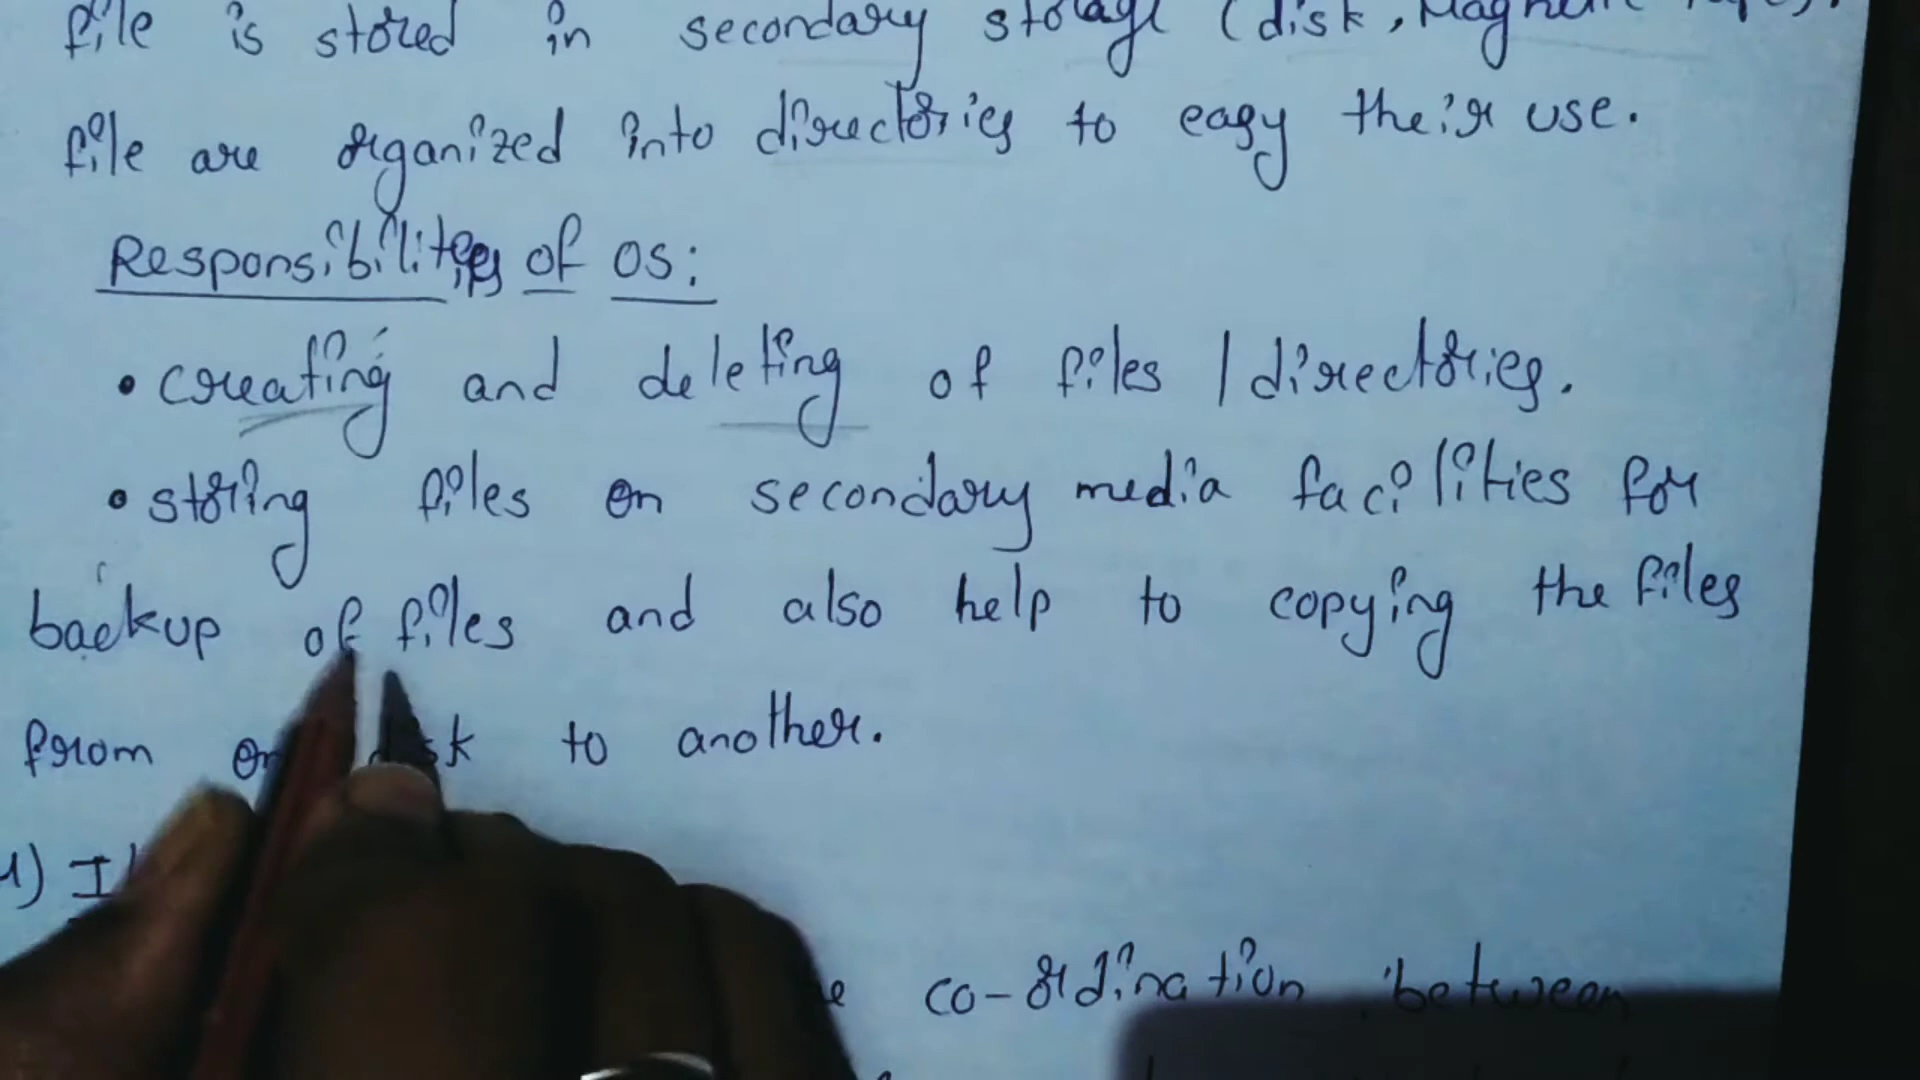 file is stored in secondary storage (disk, Magnetic
file are organized into directories to easy their use.
Responsibilities of OS:
• creating and deleting of files / directories.
• storing files on secondary media facilities for
backup of files and also help to copying the files
from disk to another.
co-ordination between